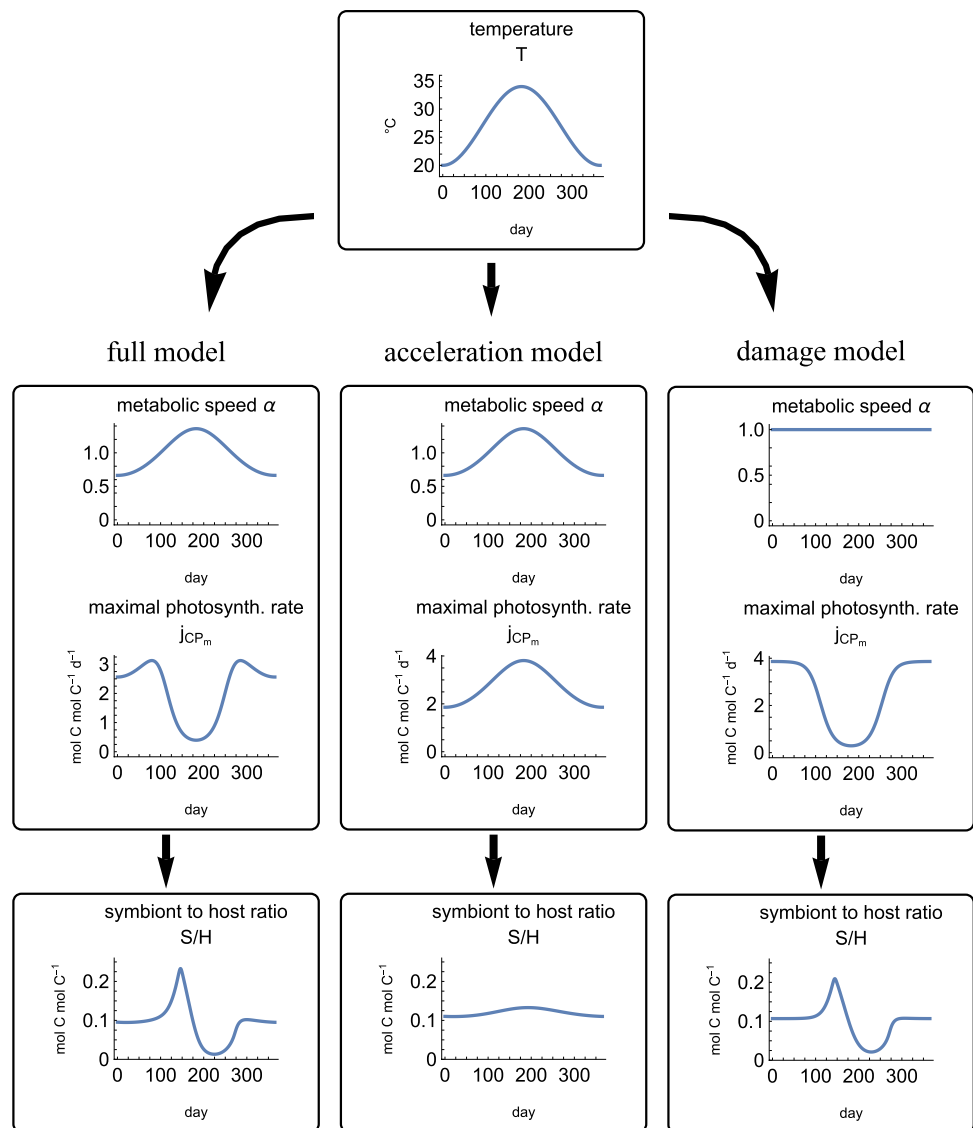 temperature
T
35
30
25
20
°C
0 100 200 300
day
full model
acceleration model
damage model
metabolic speed α
1.0
0.5
0
0 100 200 300
day
maximal photosynth. rate
jCPm
mol C mol C−1 d−1
3
2
1
0
0 100 200 300
day
metabolic speed α
1.0
0.5
0
0 100 200 300
day
maximal photosynth. rate
jCPm
mol C mol C−1 d−1
4
2
0
0 100 200 300
day
metabolic speed α
1.0
0.5
0
0 100 200 300
day
maximal photosynth. rate
jCPm
mol C mol C−1 d−1
4
2
0
0 100 200 300
day
symbiont to host ratio
S/H
mol C mol C−1
0.2
0.1
0
0 100 200 300
day
symbiont to host ratio
S/H
mol C mol C−1
0.2
0.1
0
0 100 200 300
day
symbiont to host ratio
S/H
mol C mol C−1
0.2
0.1
0
0 100 200 300
day